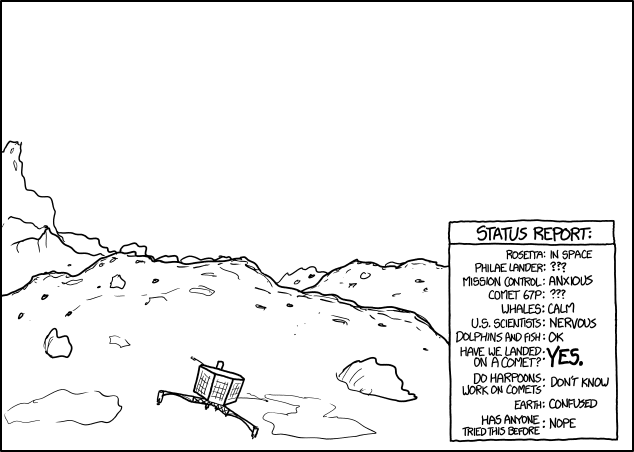 STATUS REPORT:
ROSETTA: IN SPACE
PHILAE LANDER: ???
MISSION CONTROL: ANXIOUS
COMET 67P: ???
WHALES: CALM
U.S. SCIENTISTS: NERVOUS
DOLPHINS AND FISH: OK
HAVE WE LANDED
ON A COMET?: YES.
DO HARPOONS
WORK ON COMETS: DON'T KNOW
EARTH: CONFUSED
HAS ANYONE
TRIED THIS BEFORE: NOPE